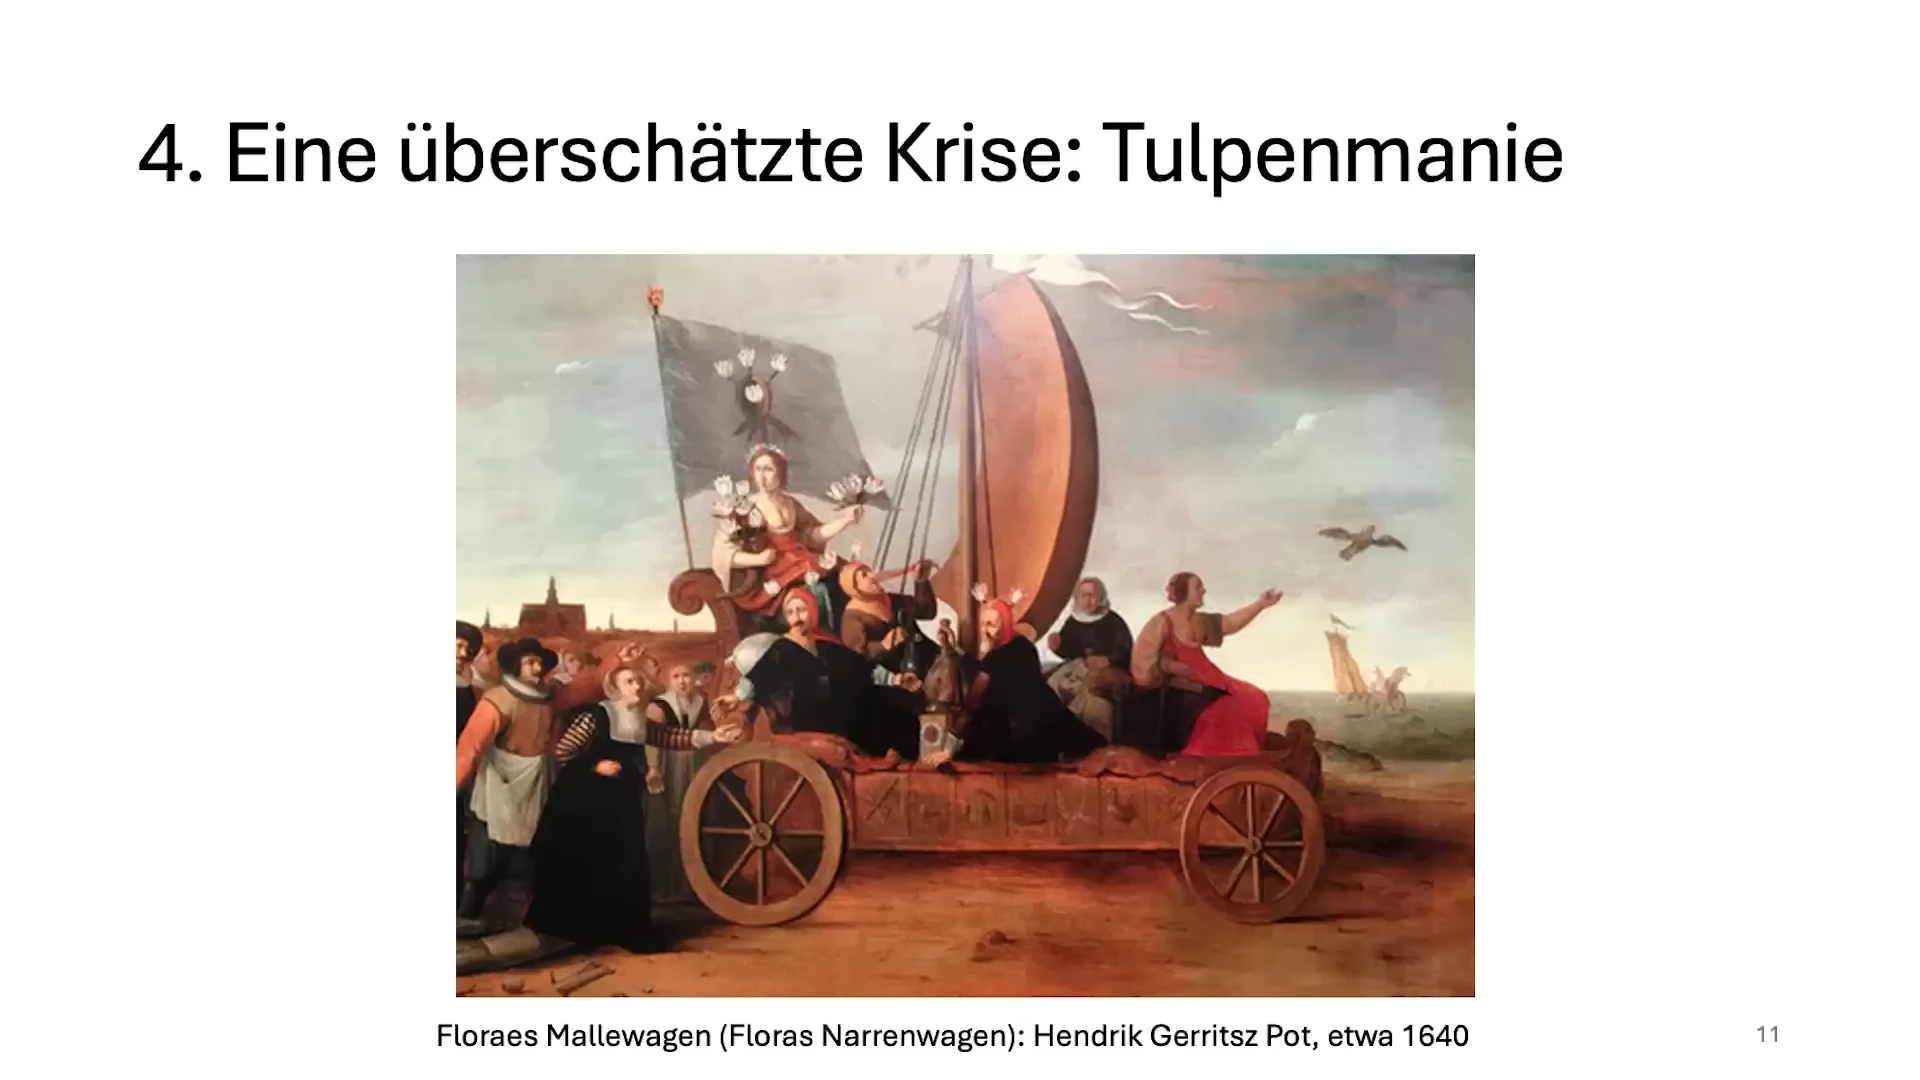 4. Eine überschätzte Krise: Tulpenmanie
Floraes Mallewagen (Floras Narrenwagen): Hendrik Gerritsz Pot, etwa 1640
11